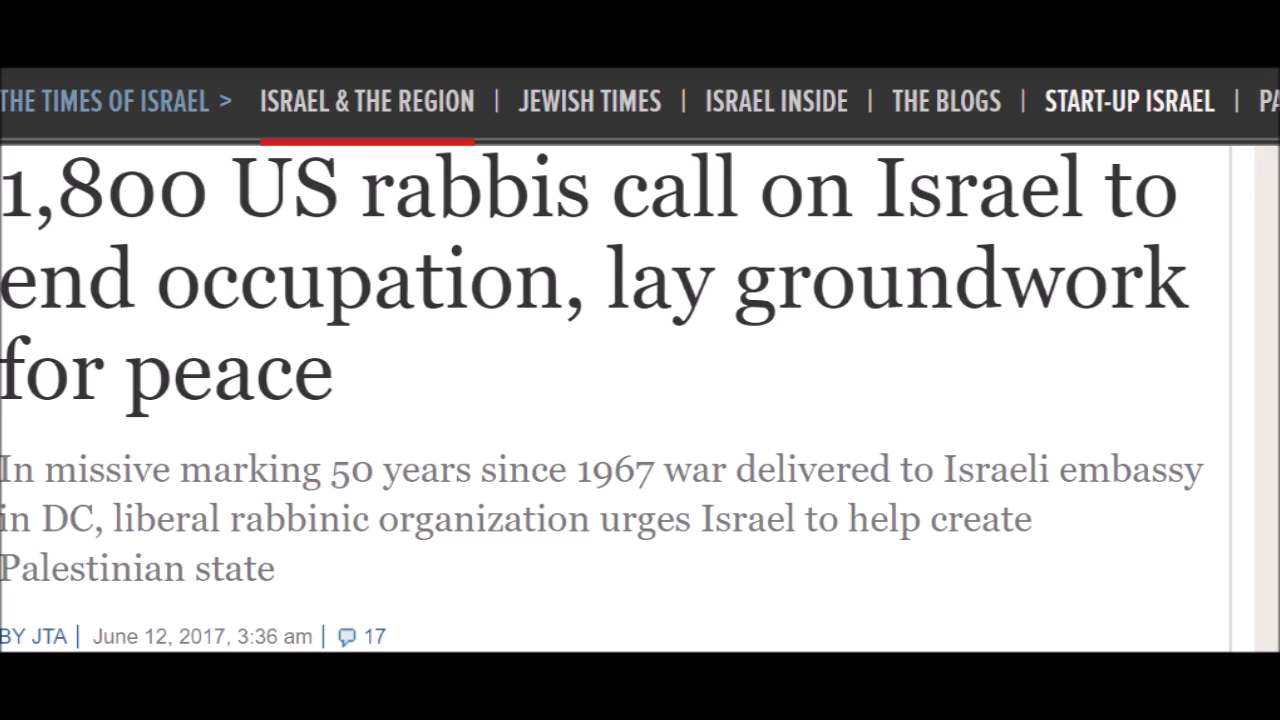 THE TIMES OF ISRAEL > ISRAEL & THE REGION | JEWISH TIMES | ISRAEL INSIDE | THE BLOGS | START-UP ISRAEL |
1,800 US rabbis call on Israel to
end occupation, lay groundwork
for peace
In missive marking 50 years since 1967 war delivered to Israeli embassy
in DC, liberal rabbinic organization urges Israel to help create
Palestinian state
BY JTA | June 12, 2017, 3:36 am | 17